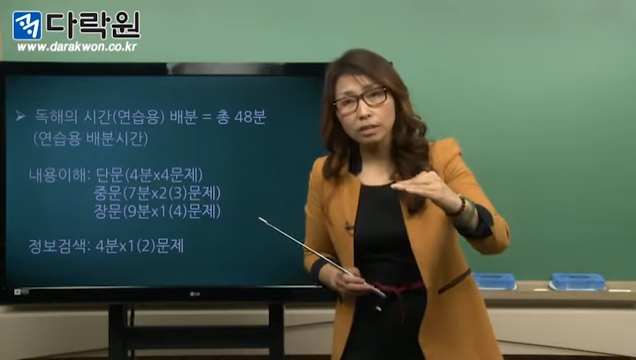 다락원
www.darakwon.co.kr
➤ 독해의 시간(연습용) 배분 = 총 48분
(연습용 배분시간)
내용이해: 단문(4분x4문제)
중문(7분x2(3)문제)
장문(9분x1(4)문제)
정보검색: 4분x1(2)문제
LG